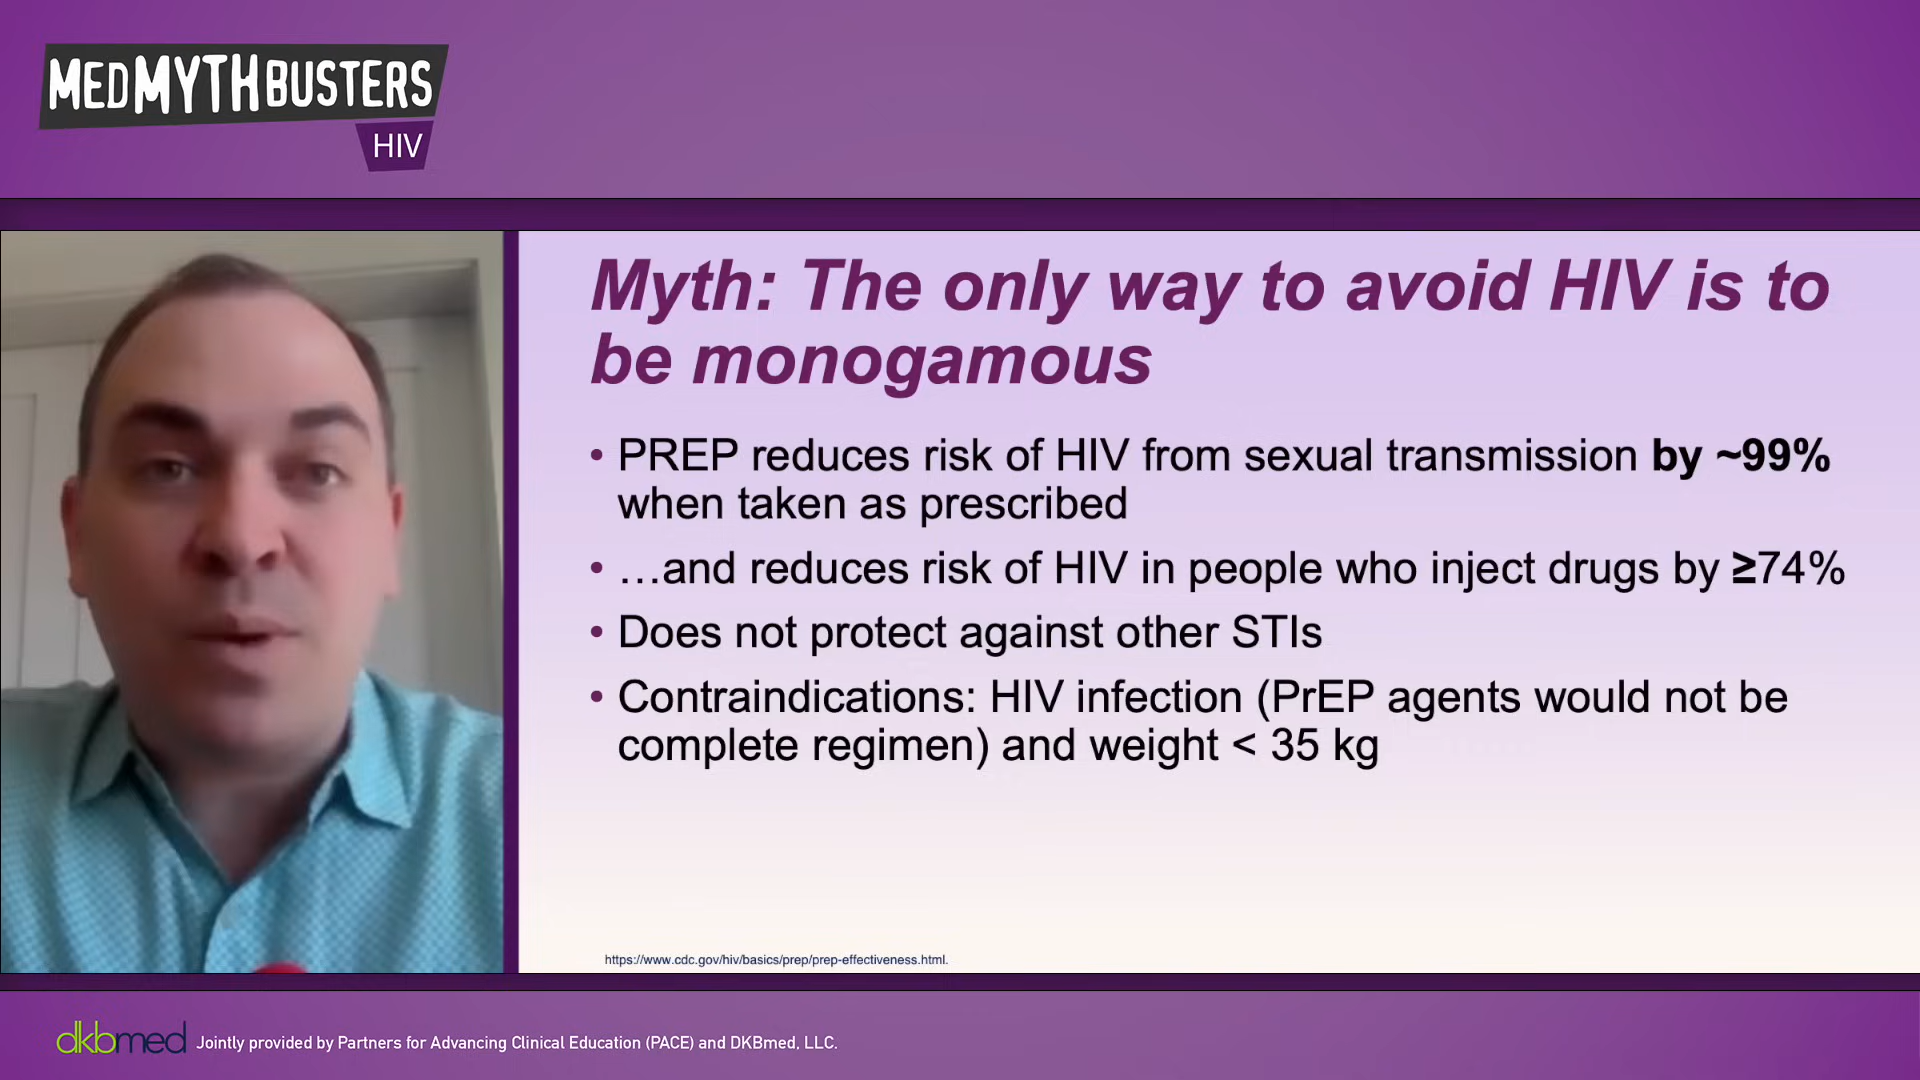 MEDMYTHBUSTERS
HIV
Myth: The only way to avoid HIV is to
be monogamous
• PREP reduces risk of HIV from sexual transmission by ~99%
when taken as prescribed
• …and reduces risk of HIV in people who inject drugs by ≥74%
• Does not protect against other STIs
• Contraindications: HIV infection (PrEP agents would not be
complete regimen) and weight < 35 kg
https://www.cdc.gov/hiv/basics/prep/prep-effectiveness.html.
dkbmed Jointly provided by Partners for Advancing Clinical Education (PACE) and DKBmed, LLC.